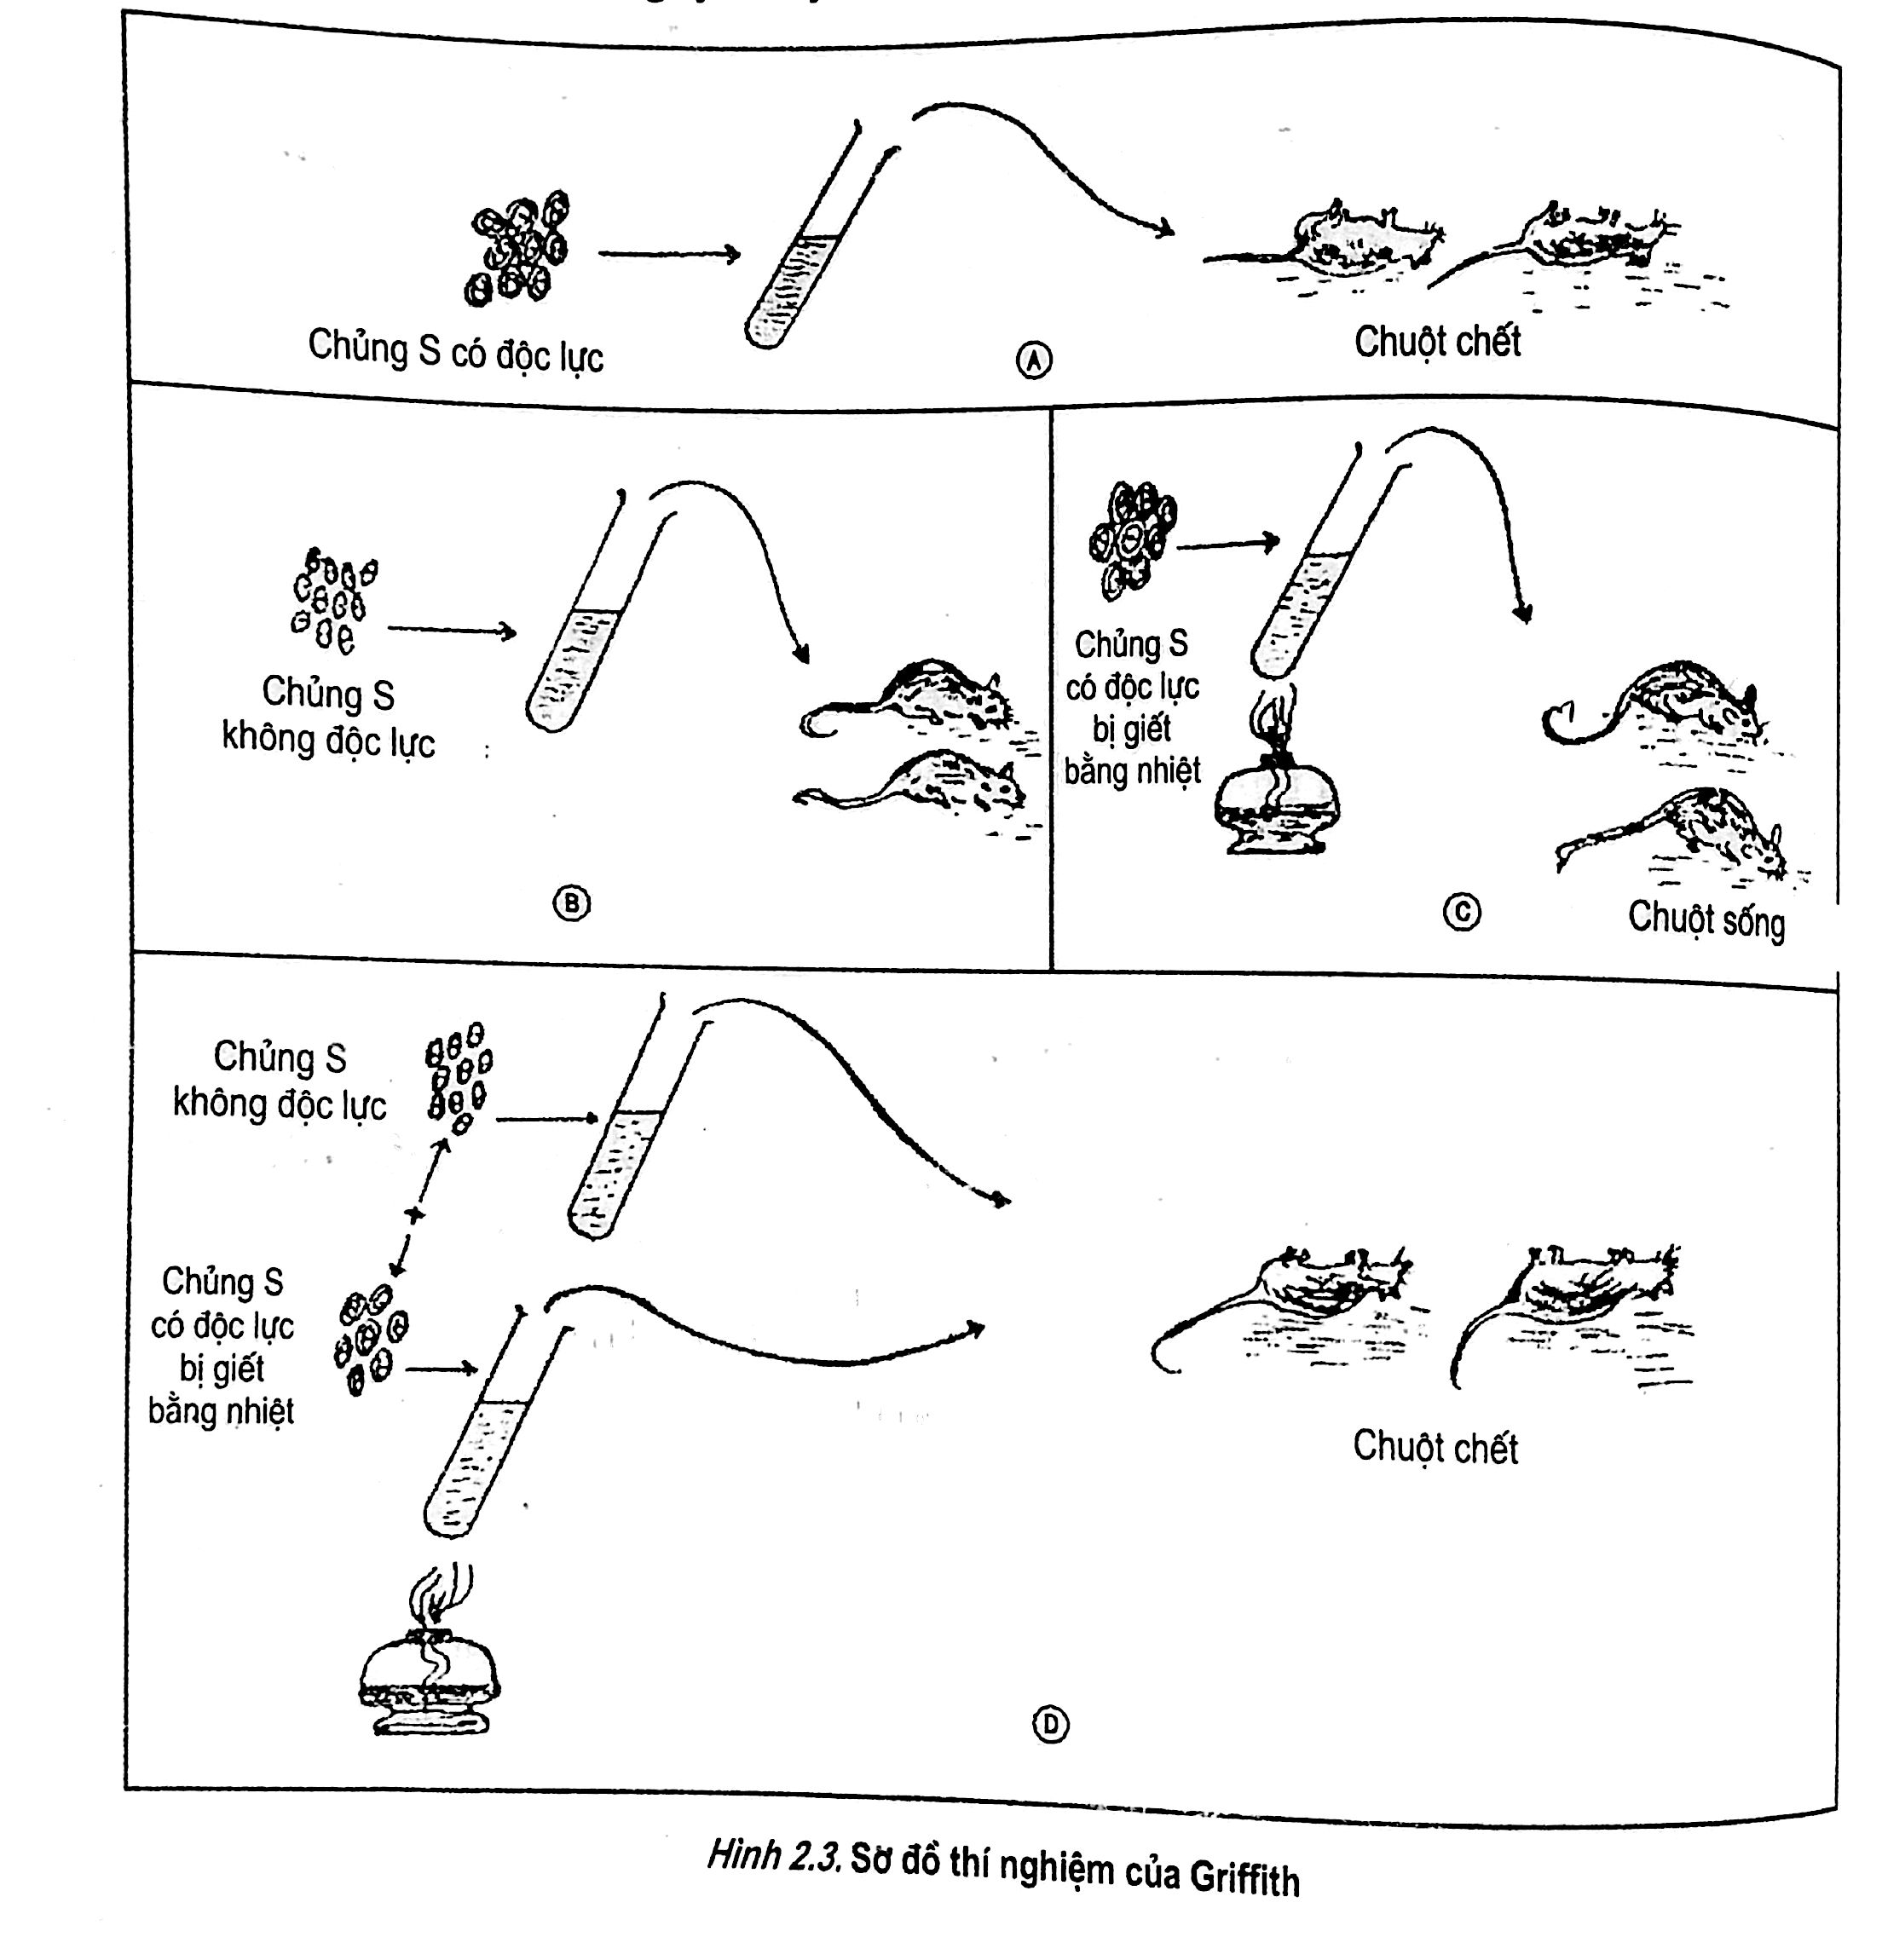 Chủng S có độc lực
A
Chuột chết
Chủng S
không độc lực
B
Chủng S
có độc lực
bị giết
bằng nhiệt
C
Chuột sống
Chủng S
không độc lực
Chủng S
có độc lực
bị giết
bằng nhiệt
Chuột chết
D
Hình 2.3. Sơ đồ thí nghiệm của Griffith